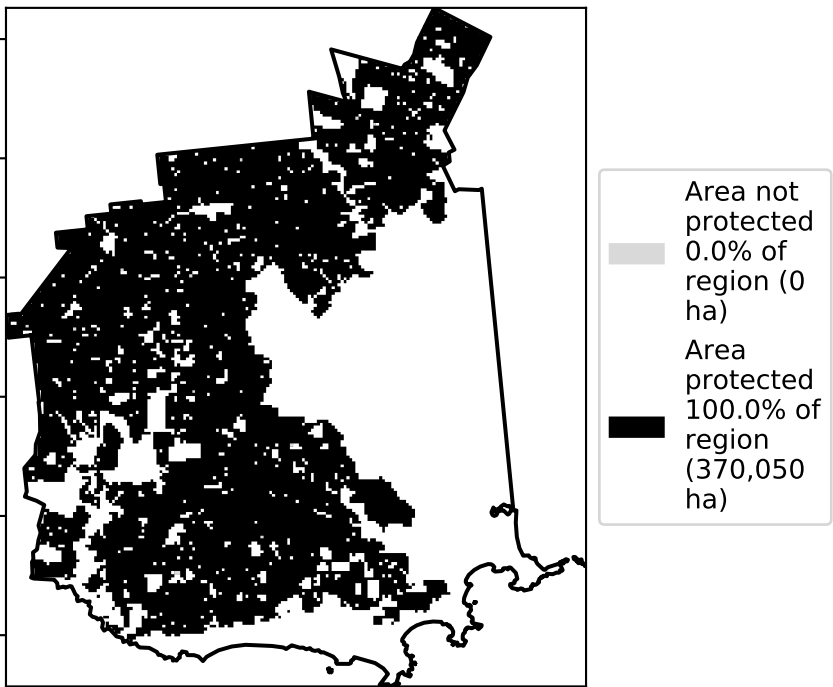 Area not
protected
0.0% of
region (0
ha)
Area
protected
100.0% of
region
(370,050
ha)